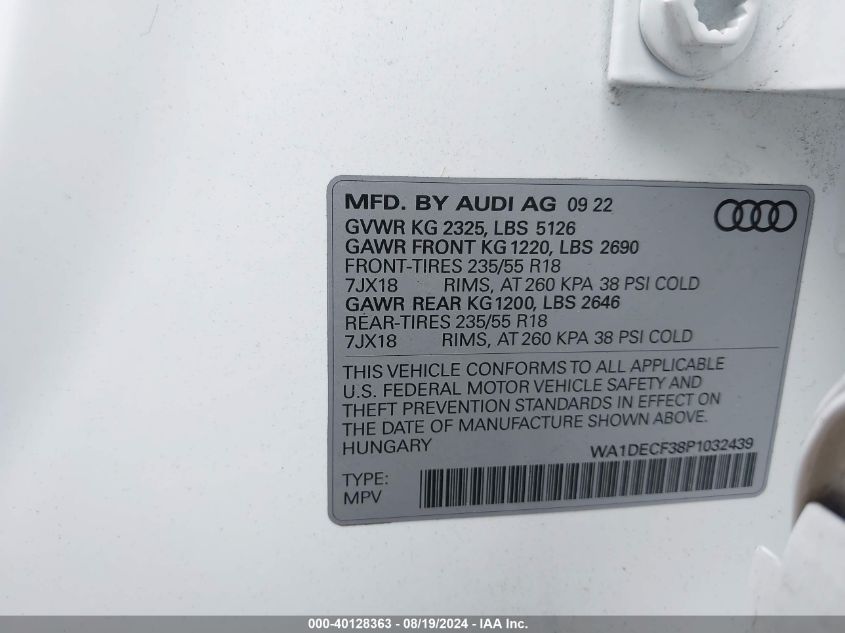 MFD. BY AUDI AG 09 22
GVWR KG 2325, LBS 5126
GAWR FRONT KG 1220, LBS 2690
FRONT-TIRES 235/55 R18
7JX18 RIMS, AT 260 KPA 38 PSI COLD
GAWR REAR KG 1200, LBS 2646
REAR-TIRES 235/55 R18
7JX18 RIMS, AT 260 KPA 38 PSI COLD
THIS VEHICLE CONFORMS TO ALL APPLICABLE
U.S. FEDERAL MOTOR VEHICLE SAFETY AND
THEFT PREVENTION STANDARDS IN EFFECT ON
THE DATE OF MANUFACTURE SHOWN ABOVE.
HUNGARY
WA1DECF38P1032439
TYPE:
MPV
000-40128363 - 08/19/2024 - IAA Inc.